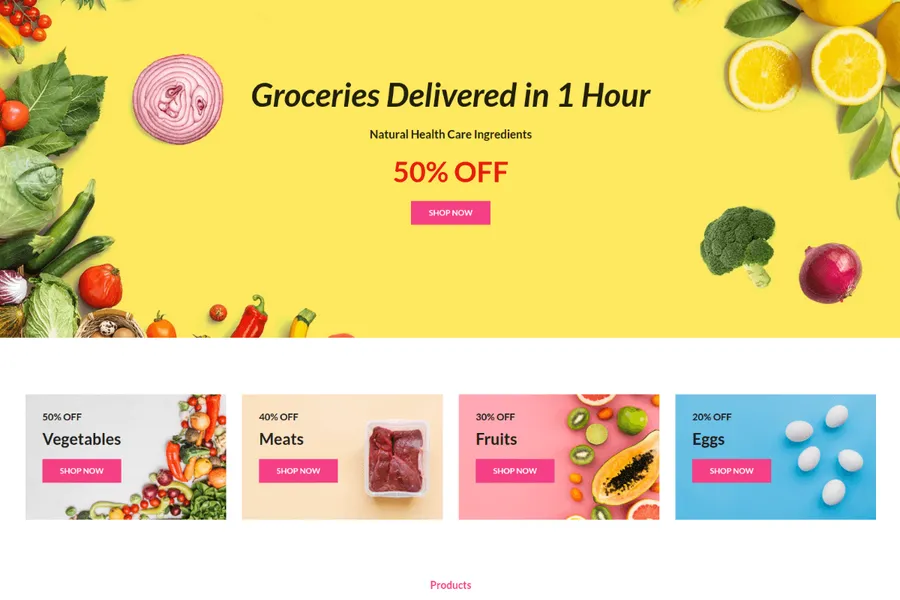 Groceries Delivered in 1 Hour
Natural Health Care Ingredients
50% OFF
SHOP NOW
50% OFF
Vegetables
SHOP NOW
40% OFF
Meats
SHOP NOW
30% OFF
Fruits
SHOP NOW
20% OFF
Eggs
SHOP NOW
Products